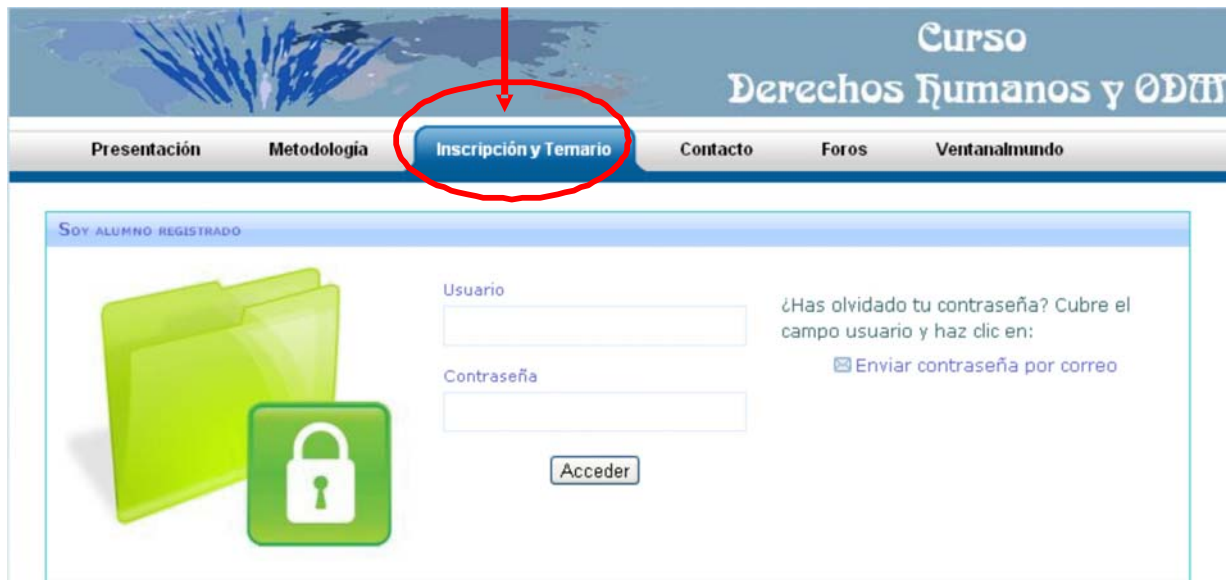 Curso
Derechos Humanos y ODM
Presentación Metodología Inscripción y Temario Contacto Foros Ventanalmundo
SOY ALUMNO REGISTRADO
Usuario
¿Has olvidado tu contraseña? Cubre el
campo usuario y haz clic en:
Enviar contraseña por correo
Contraseña
Acceder